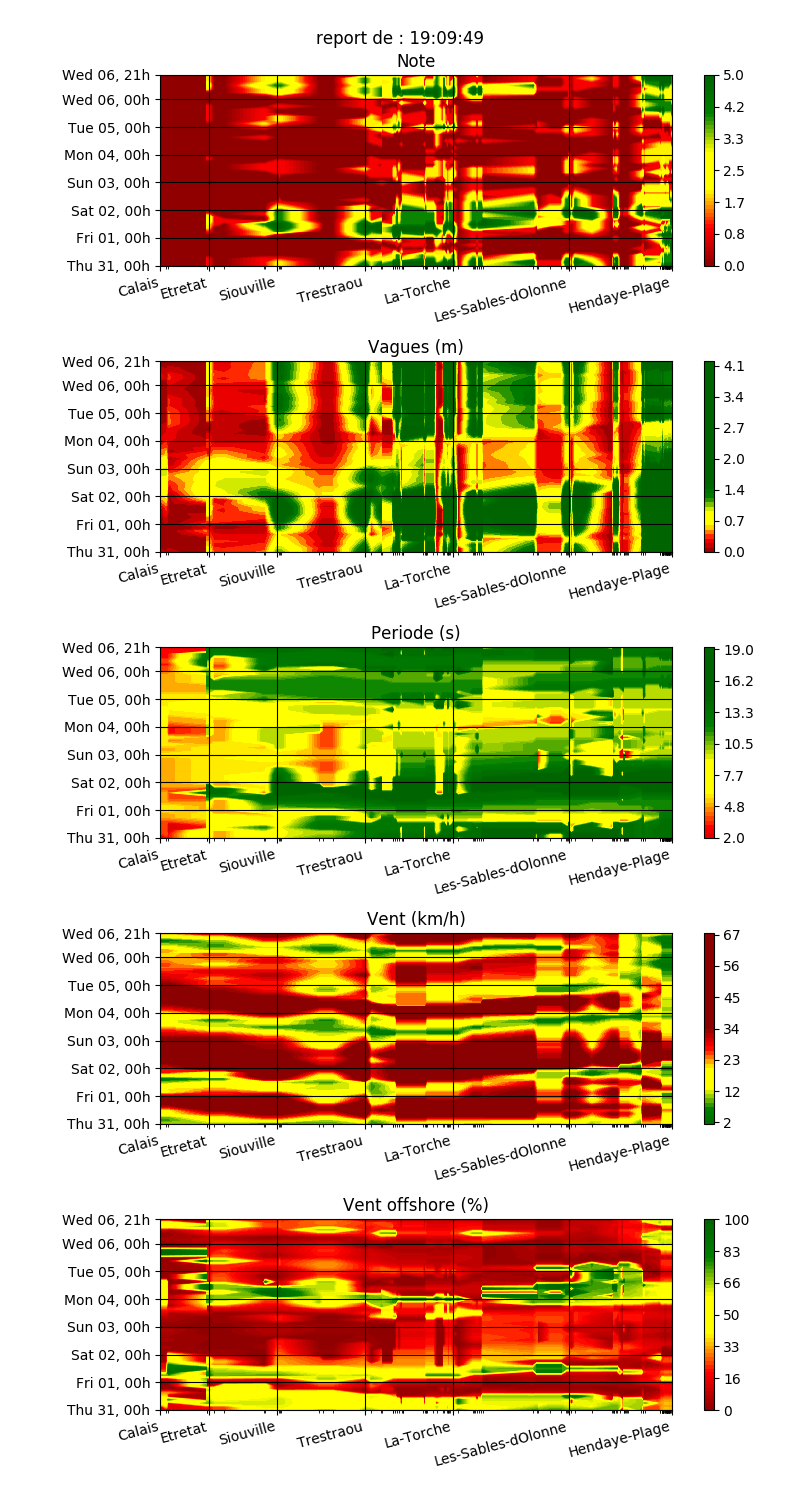 report de : 19:09:49
Note
Wed 06, 21h
Wed 06, 00h
Tue 05, 00h
Mon 04, 00h
Sun 03, 00h
Sat 02, 00h
Fri 01, 00h
Thu 31, 00h
5.0
4.2
3.3
2.5
1.7
0.8
0.0
Calais
Etretat
Siouville
Trestraou
La-Torche
Les-Sables-dOlonne
Hendaye-Plage
Vagues (m)
Wed 06, 21h
Wed 06, 00h
Tue 05, 00h
Mon 04, 00h
Sun 03, 00h
Sat 02, 00h
Fri 01, 00h
Thu 31, 00h
4.1
3.4
2.7
2.0
1.4
0.7
0.0
Calais
Etretat
Siouville
Trestraou
La-Torche
Les-Sables-dOlonne
Hendaye-Plage
Periode (s)
Wed 06, 21h
Wed 06, 00h
Tue 05, 00h
Mon 04, 00h
Sun 03, 00h
Sat 02, 00h
Fri 01, 00h
Thu 31, 00h
19.0
16.2
13.3
10.5
7.7
4.8
2.0
Calais
Etretat
Siouville
Trestraou
La-Torche
Les-Sables-dOlonne
Hendaye-Plage
Vent (km/h)
Wed 06, 21h
Wed 06, 00h
Tue 05, 00h
Mon 04, 00h
Sun 03, 00h
Sat 02, 00h
Fri 01, 00h
Thu 31, 00h
67
56
45
34
23
12
2
Calais
Etretat
Siouville
Trestraou
La-Torche
Les-Sables-dOlonne
Hendaye-Plage
Vent offshore (%)
Wed 06, 21h
Wed 06, 00h
Tue 05, 00h
Mon 04, 00h
Sun 03, 00h
Sat 02, 00h
Fri 01, 00h
Thu 31, 00h
100
83
66
50
33
16
0
Calais
Etretat
Siouville
Trestraou
La-Torche
Les-Sables-dOlonne
Hendaye-Plage